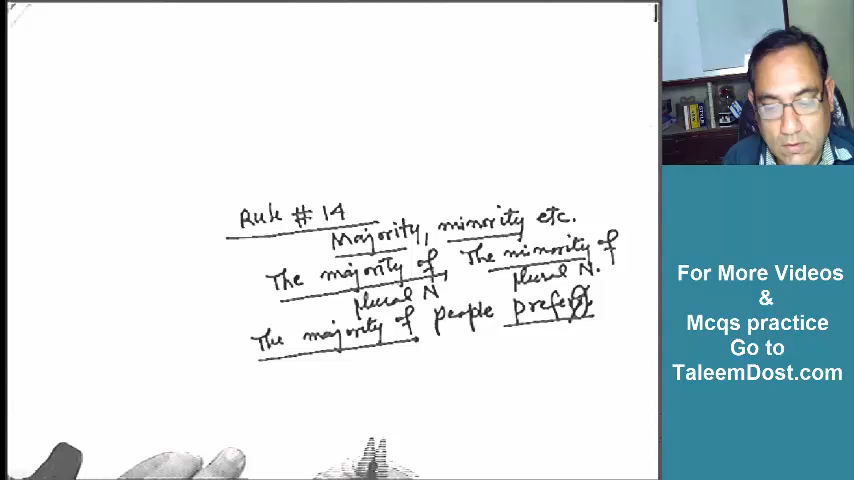 Rule # 14
Majority, minority etc.
The majority of, The minority of
plural N plural N.
The majority of people prefer
For More Videos
&
Mcqs practice
Go to
TaleemDost.com